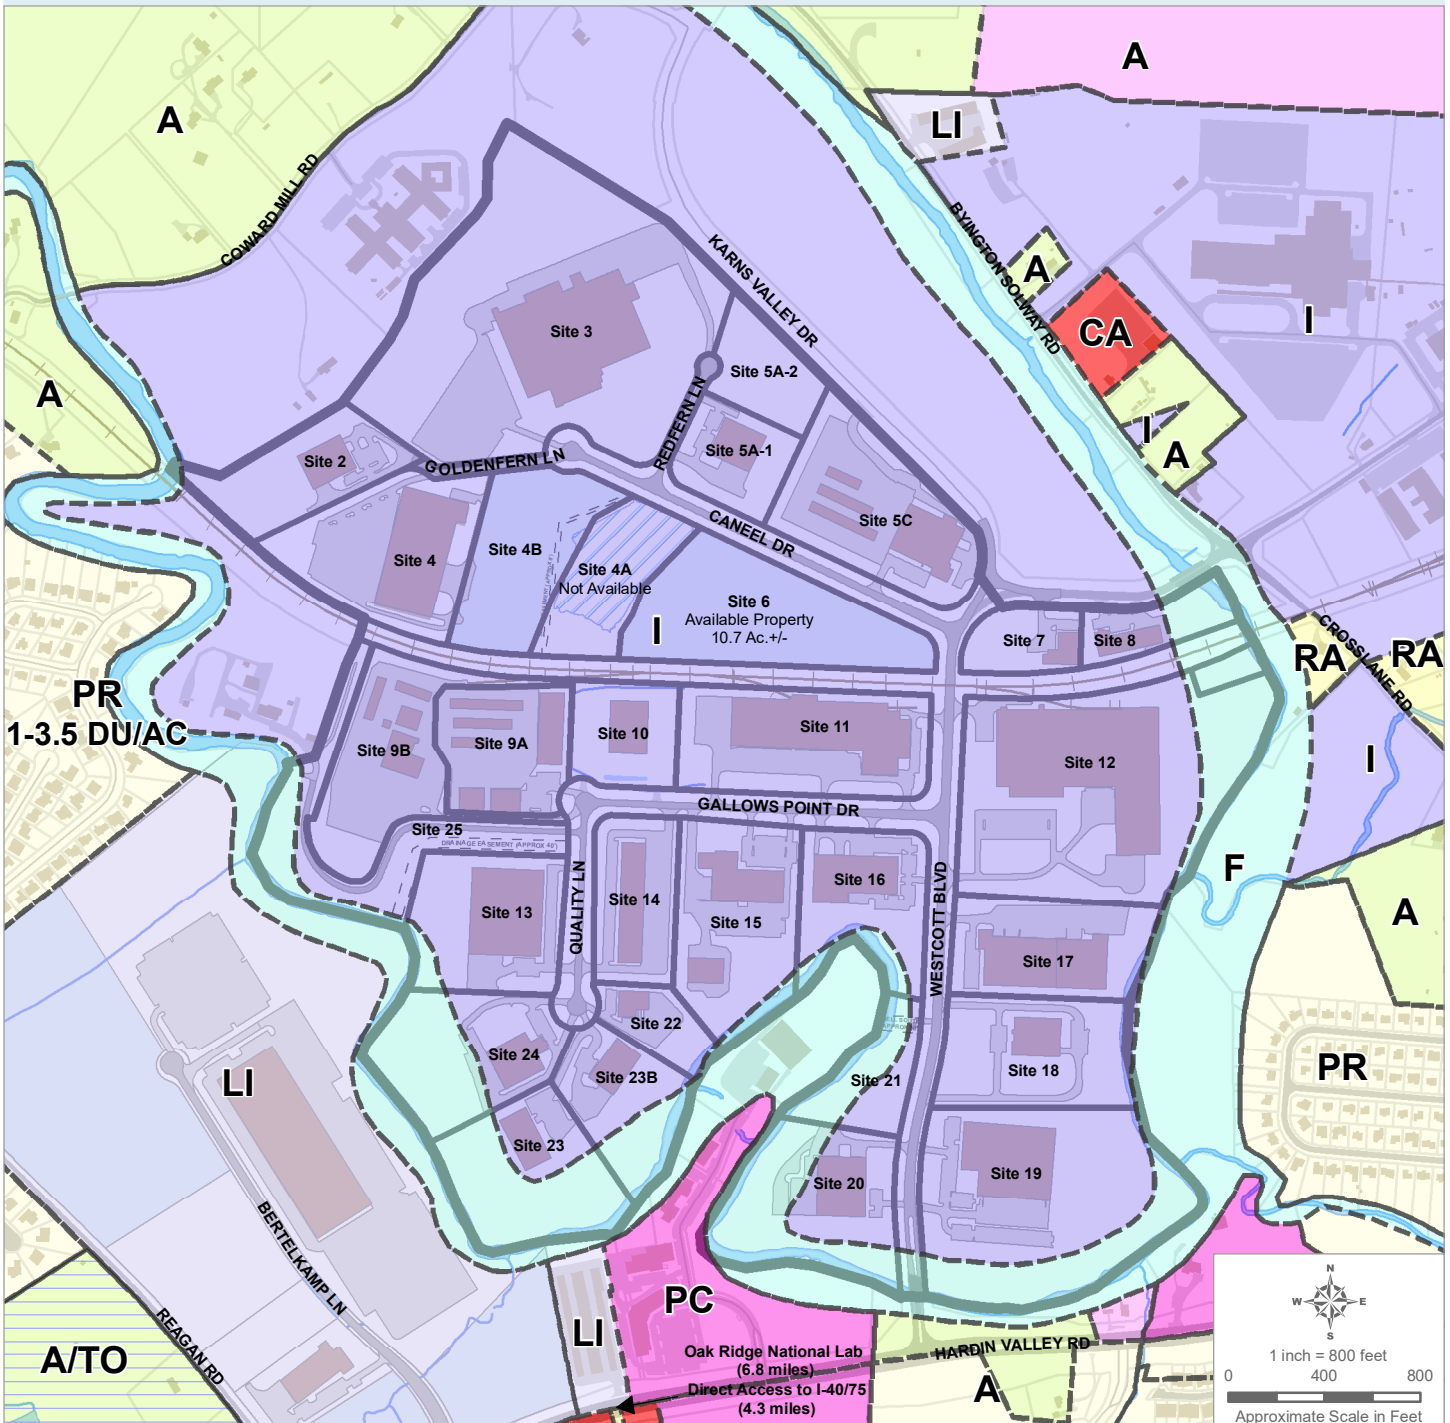 A
A
LI
COWARD MILL RD
BYINGTON SOLWAY RD
KARNS VALLEY DR
A
CA
I
Site 3
Site 5A-2
A
REDFERN LN
Site 5A-1
I
A
Site 2
GOLDENFERN LN
Site 5C
CANEEL DR
Site 4B
Site 4
Site 4A
Not Available
Site 6
Available Property
10.7 Ac.+/-
I
Site 7
Site 8
CROSSLANE RD
RA
RA
PR
1-3.5 DU/AC
Site 9B
Site 9A
Site 10
Site 11
Site 12
I
GALLOWS POINT DR
Site 25
DRAINAGE EASEMENT (APPROX 40')
F
QUALITY LN
WESTCOTT BLVD
Site 13
Site 14
Site 15
Site 16
A
Site 17
Site 22
Site 24
Site 23B
Site 21
Site 18
PR
LI
Site 23
Site 20
Site 19
BERTELKAMP LN
PC
REAGAN RD
LI
A/TO
HARDIN VALLEY RD
Oak Ridge National Lab
(6.8 miles)
Direct Access to I-40/75
(4.3 miles)
A
N
W
E
S
1 inch = 800 feet
0 400 800
Approximate Scale in Feet